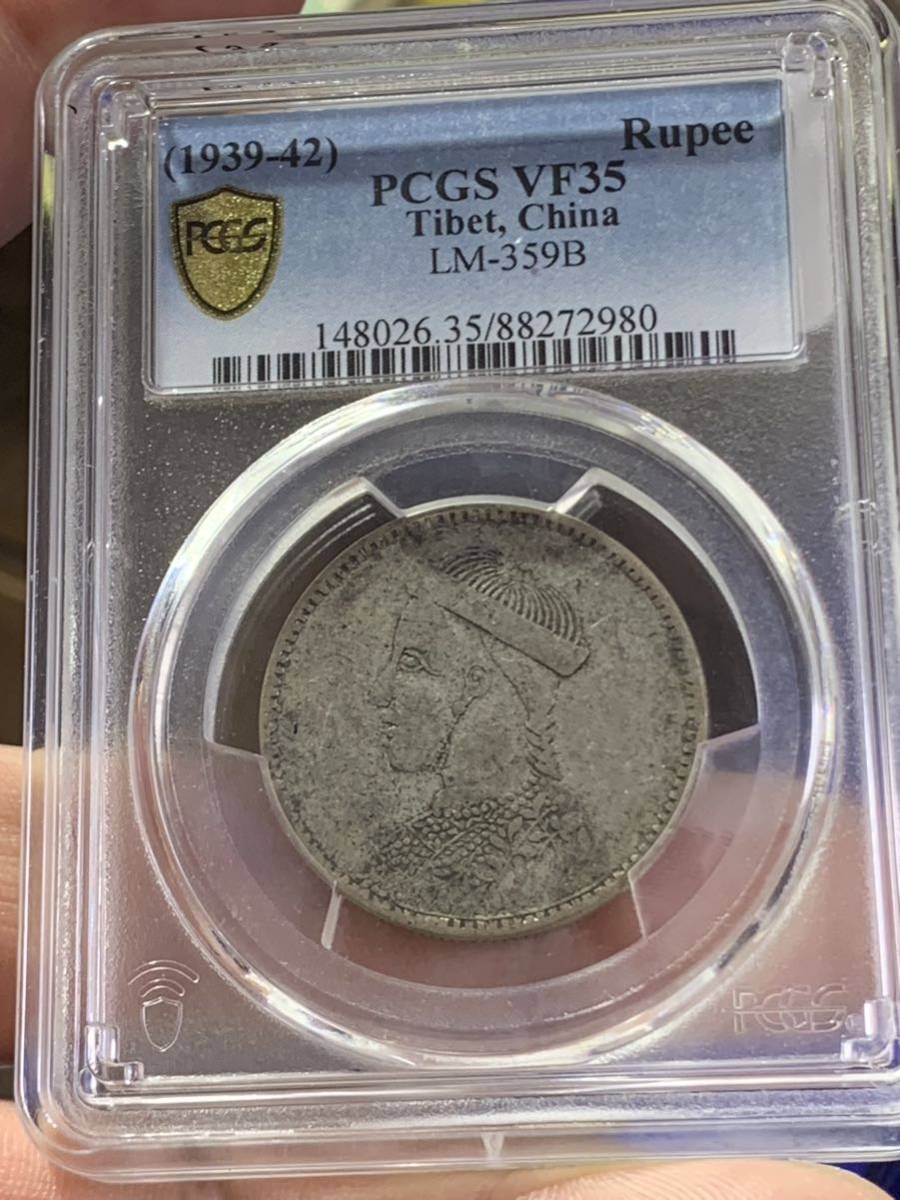 (1939-42) Rupee
PCGS VF35
Tibet, China
LM-359B
PCGS
148026.35/88272980
PCGS